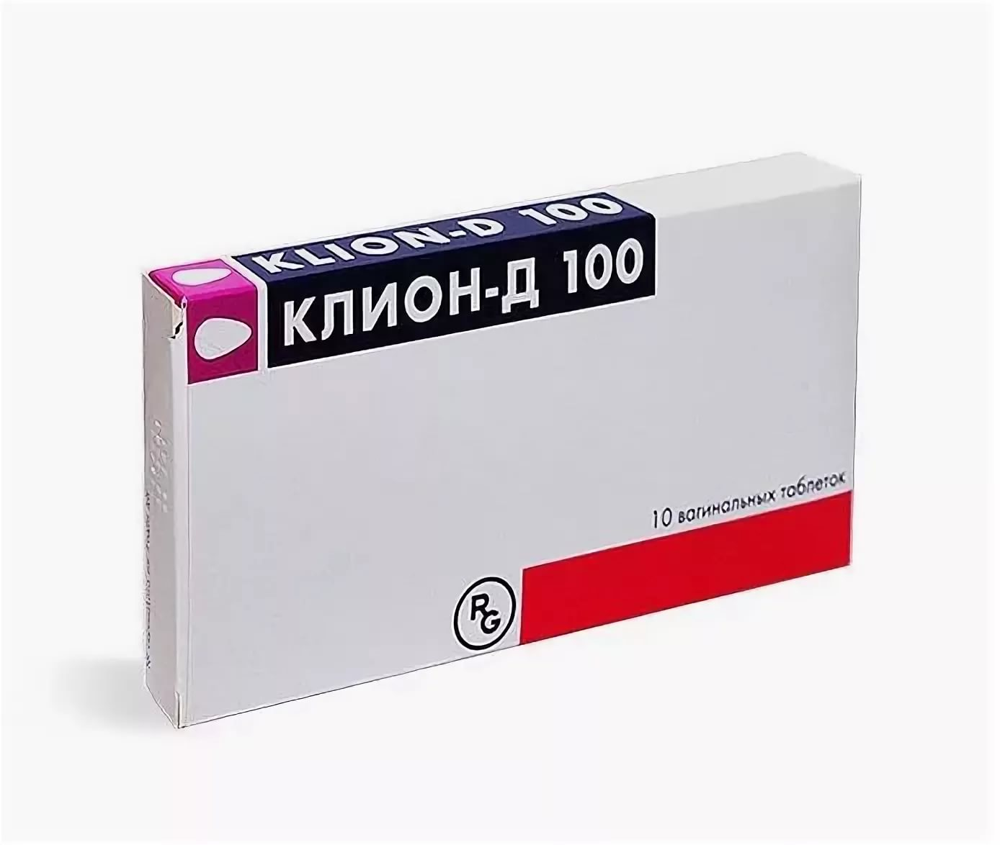 KLION-D 100
КЛИОН-Д 100
10 вагинальных таблеток
RG